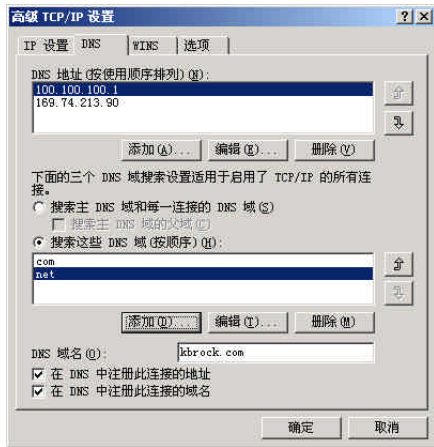 高级 TCP/IP 设置
IP 设置 DNS WINS 选项
DNS 地址(按使用顺序排列)(N):
100.100.100.1
169.74.213.90
添加(A)... 编辑(E)... 删除(V)
下面的三个 DNS 域搜索设置适用于启用了 TCP/IP 的所有连
接。
搜索主 DNS 域和每一连接的 DNS 域(S)
搜索主 DNS 域的父域(C)
搜索这些 DNS 域(按顺序)(H):
com
net
添加(D)... 编辑(T)... 删除(M)
DNS 域名(O): kbrock.com
在 DNS 中注册此连接的地址
在 DNS 中注册此连接的域名
确定 取消